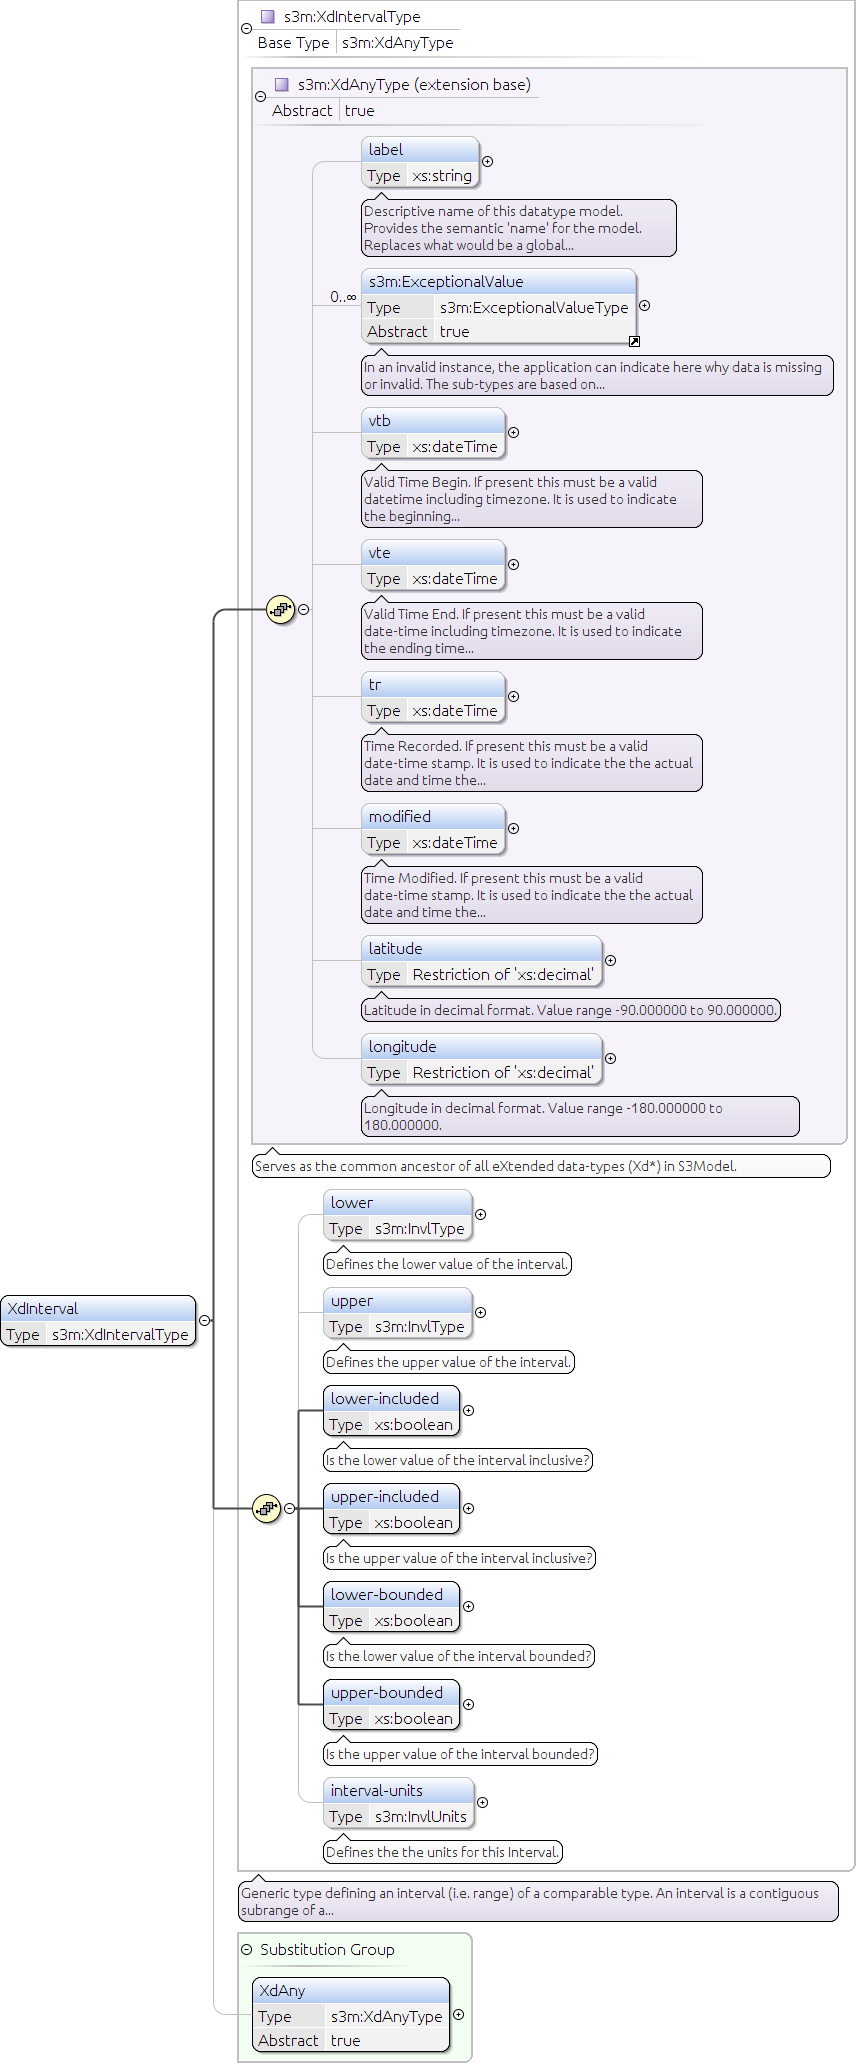 s3m:XdIntervalType
Base Type s3m:XdAnyType
s3m:XdAnyType (extension base)
Abstract true
label
Type xs:string
Descriptive name of this datatype model.
Provides the semantic 'name' for the model.
Replaces what would be a global...
0..∞
s3m:ExceptionalValue
Type s3m:ExceptionalValueType
Abstract true
In an invalid instance, the application can indicate here why data is missing
or invalid. The sub-types are based on...
vtb
Type xs:dateTime
Valid Time Begin. If present this must be a valid
datetime including timezone. It is used to indicate
the beginning...
vte
Type xs:dateTime
Valid Time End. If present this must be a valid
date-time including timezone. It is used to indicate
the ending time...
tr
Type xs:dateTime
Time Recorded. If present this must be a valid
date-time stamp. It is used to indicate the the actual
date and time the...
modified
Type xs:dateTime
Time Modified. If present this must be a valid
date-time stamp. It is used to indicate the the actual
date and time the...
latitude
Type Restriction of 'xs:decimal'
Latitude in decimal format. Value range -90.000000 to 90.000000.
longitude
Type Restriction of 'xs:decimal'
Longitude in decimal format. Value range -180.000000 to
180.000000.
Serves as the common ancestor of all eXtended data-types (Xd*) in S3Model.
lower
Type s3m:InvlType
Defines the lower value of the interval.
upper
Type s3m:InvlType
Defines the upper value of the interval.
XdInterval
Type s3m:XdIntervalType
lower-included
Type xs:boolean
Is the lower value of the interval inclusive?
upper-included
Type xs:boolean
Is the upper value of the interval inclusive?
lower-bounded
Type xs:boolean
Is the lower value of the interval bounded?
upper-bounded
Type xs:boolean
Is the upper value of the interval bounded?
interval-units
Type s3m:InvlUnits
Defines the the units for this Interval.
Generic type defining an interval (i.e. range) of a comparable type. An interval is a contiguous
subrange of a...
Substitution Group
XdAny
Type s3m:XdAnyType
Abstract true